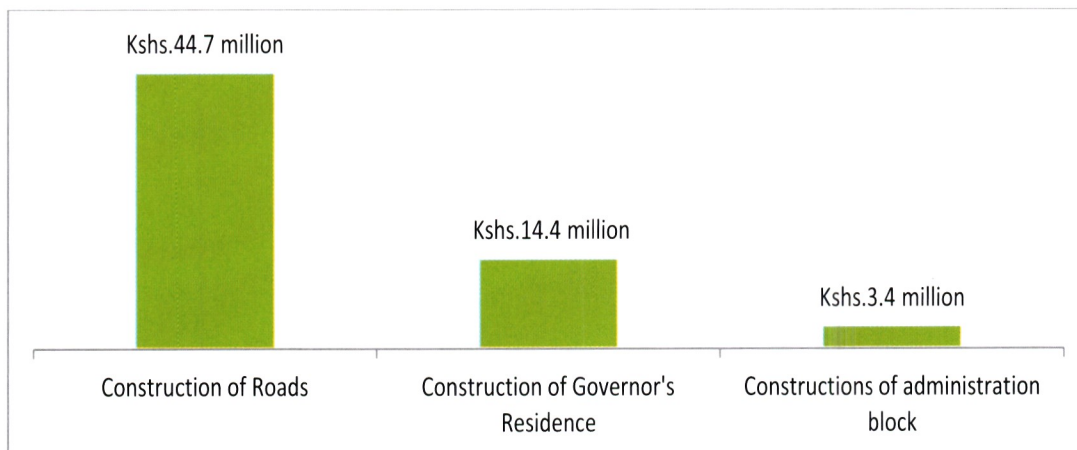 Kshs.44.7 million
Kshs.14.4 million
Kshs.3.4 million
Construction of Roads
Construction of Governor's
Residence
Constructions of administration
block